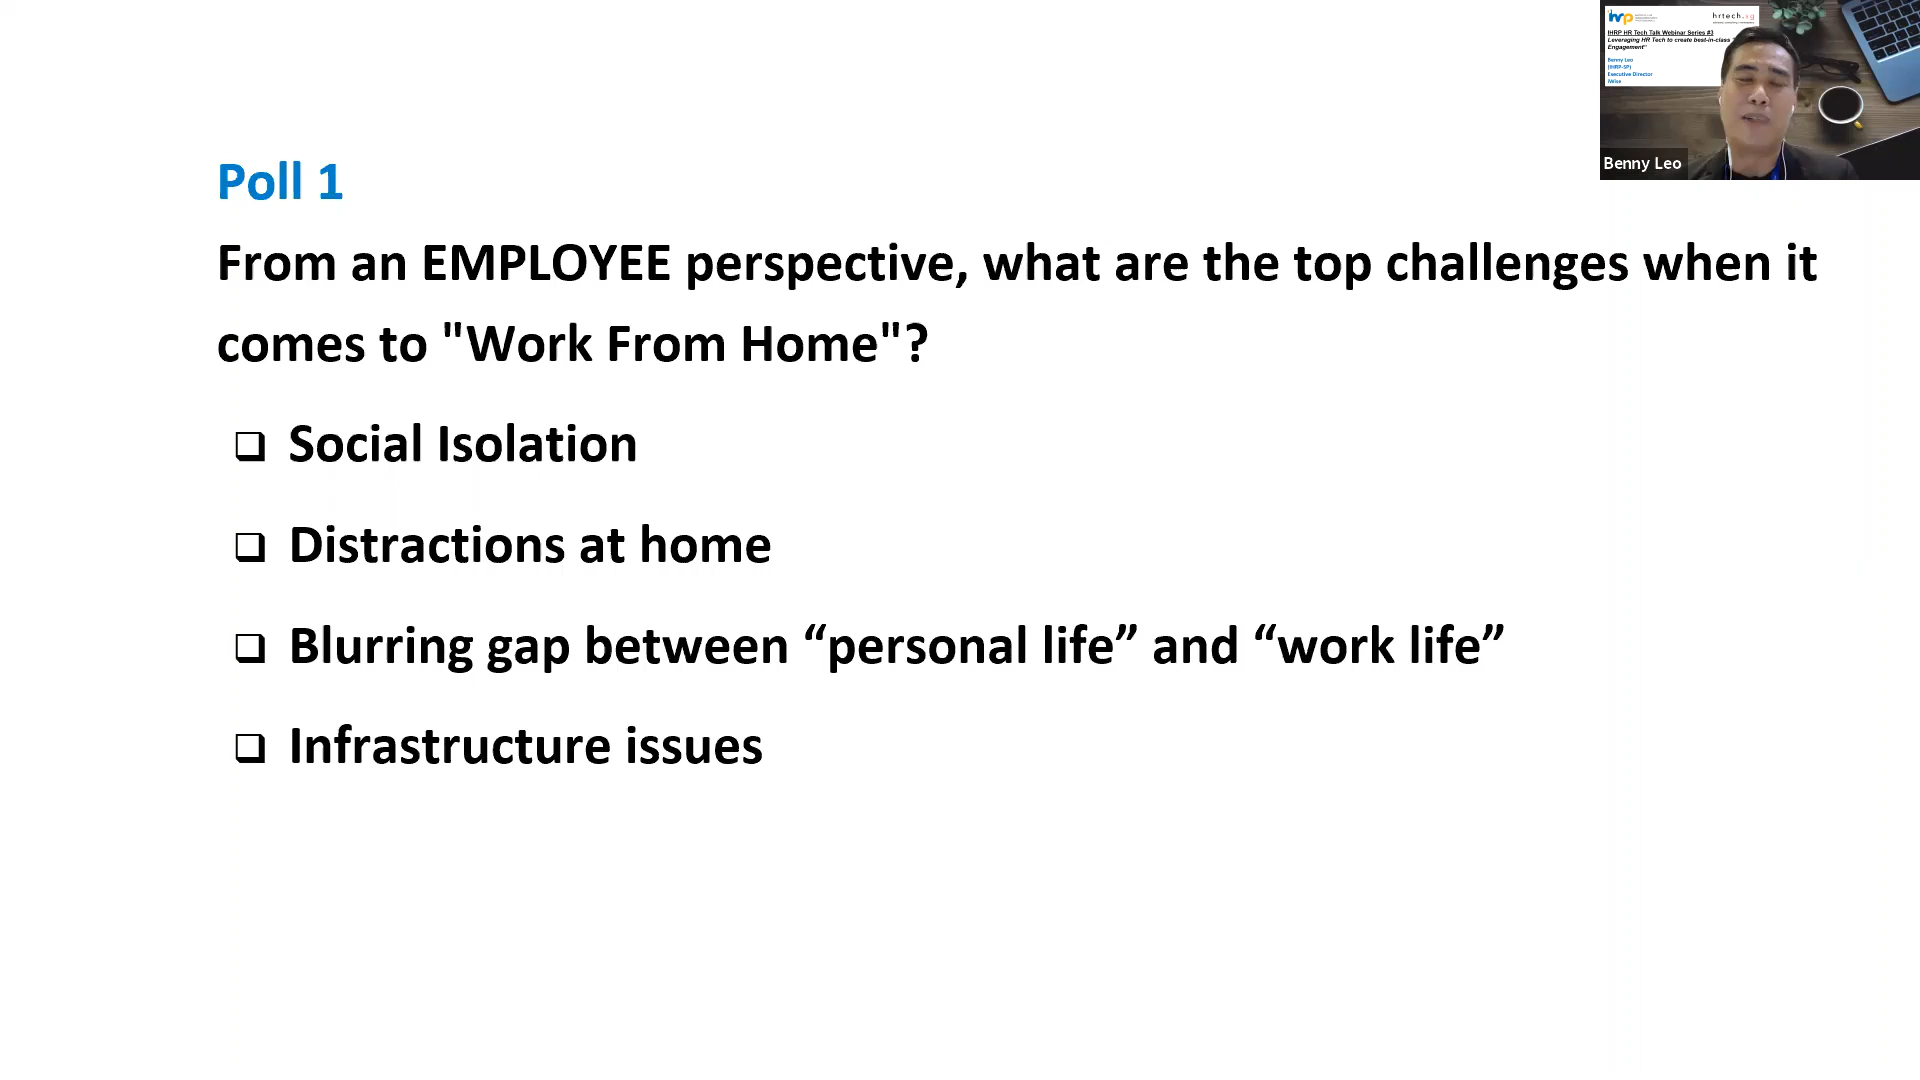 Poll 1
From an EMPLOYEE perspective, what are the top challenges when it
comes to "Work From Home"?
❑ Social Isolation
❑ Distractions at home
❑ Blurring gap between “personal life” and “work life”
❑ Infrastructure issues
ihrp
hrtech.sg
IHRP HR Tech Talk Webinar Series #3
Leveraging HR Tech to create best-in-class
Engagement"
Benny Leo
(IHRP-SP)
Executive Director
Benny Leo